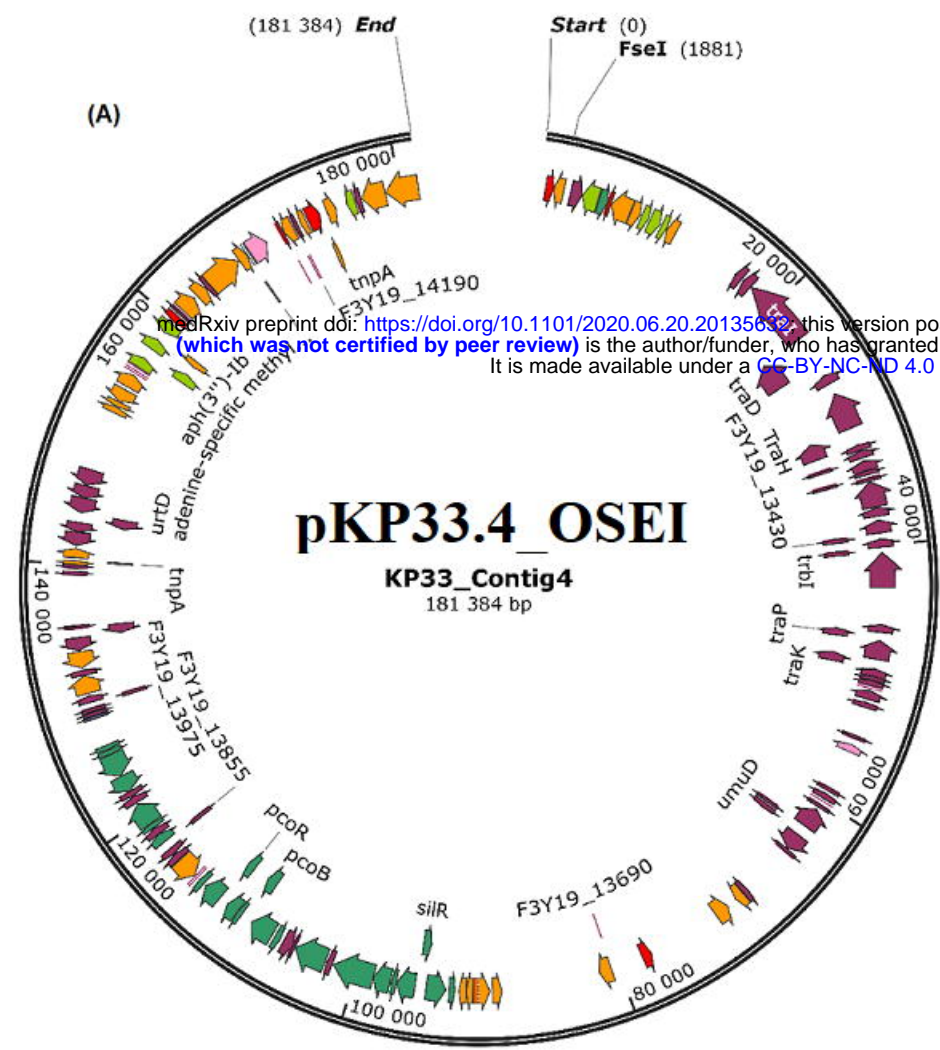 (181 384) End
Start (0)
FseI (1881)
(A)
180 000
20 000
tnpA
F3Y19_14190
160 000
medRxiv preprint doi: https://doi.org/10.1101/2020.06.20.20135632; this version po
(which was not certified by peer review) is the author/funder, who has granted
It is made available under a CC-BY-NC-ND 4.0
aph(3")-Ib
adenine-specific methyl
traD
TraH
F3Y19_13430
40 000
urtD
pKP33.4_OSEI
KP33_Contig4
181 384 bp
trbI
tnpA
140 000
traP
traK
F3Y19_13975
F3Y19_13855
60 000
umuD
pcoR
pcoB
120 000
silR
F3Y19_13690
80 000
100 000